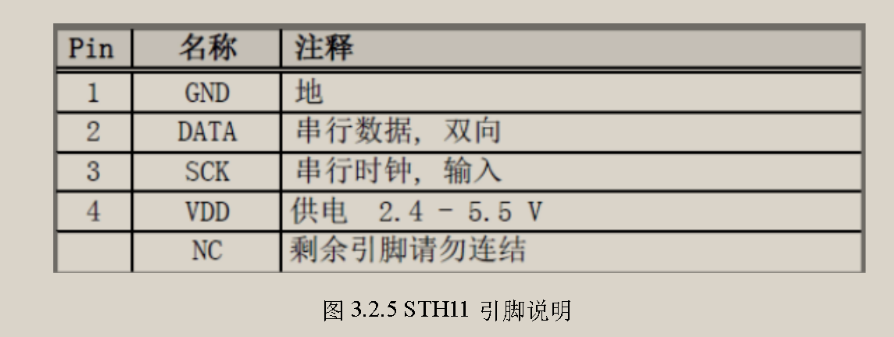 Pin 名称 注释
1 GND 地
2 DATA 串行数据, 双向
3 SCK 串行时钟, 输入
4 VDD 供电 2.4 - 5.5 V
NC 剩余引脚请勿连结
图 3.2.5 STH11 引脚说明